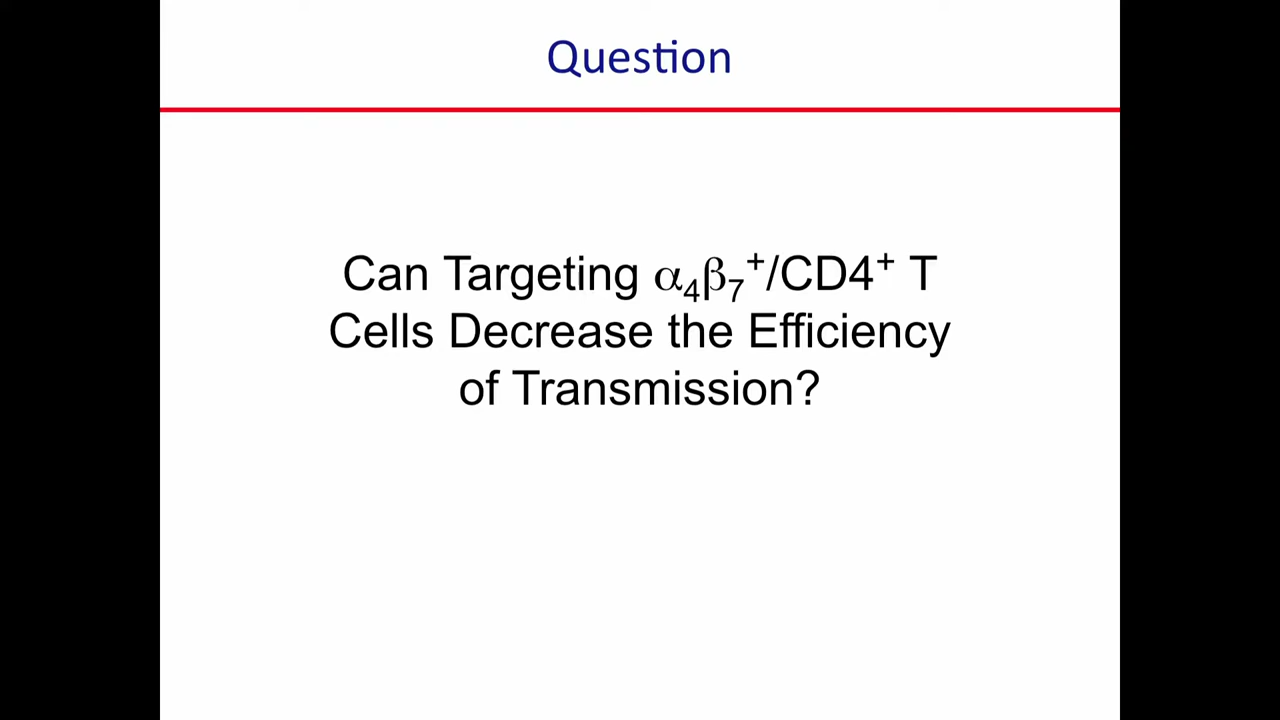 Question
Can Targeting α₄β₇⁺/CD4⁺ T
Cells Decrease the Efficiency
of Transmission?